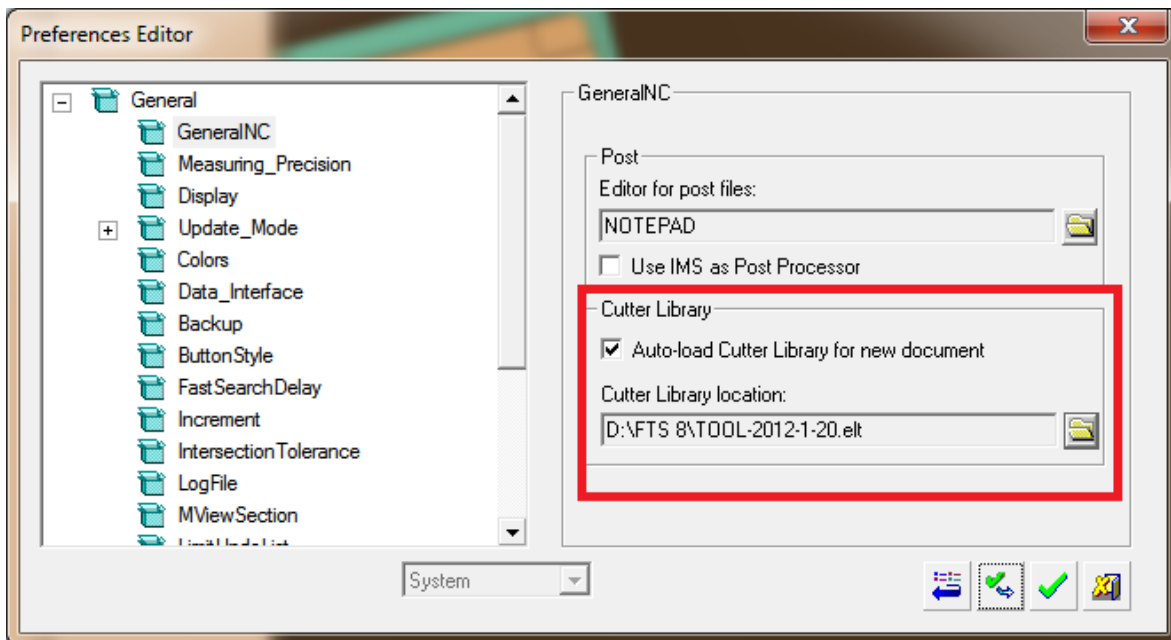 Preferences Editor
General
GeneralNC
Measuring_Precision
Display
Update_Mode
Colors
Data_Interface
Backup
ButtonStyle
FastSearchDelay
Increment
IntersectionTolerance
LogFile
MViewSection
GeneralNC
Post
Editor for post files:
NOTEPAD
Use IMS as Post Processor
Cutter Library
Auto-load Cutter Library for new document
Cutter Library location:
D:\FTS 8\TOOL-2012-1-20.elt
System